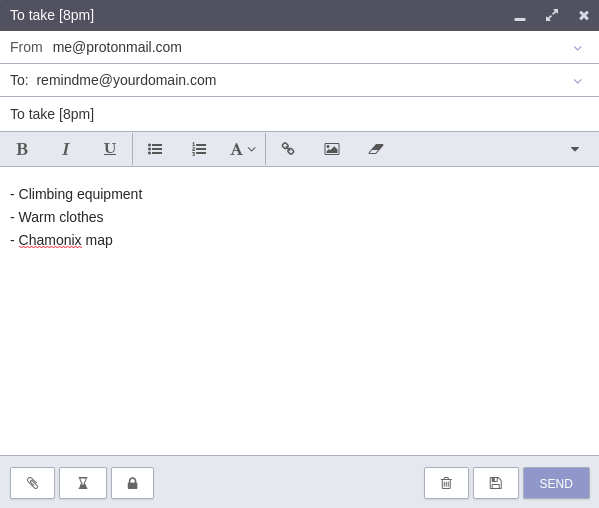 To take [8pm]
From me@protonmail.com
To: remindme@yourdomain.com
To take [8pm]
B I U A
- Climbing equipment
- Warm clothes
- Chamonix map
SEND